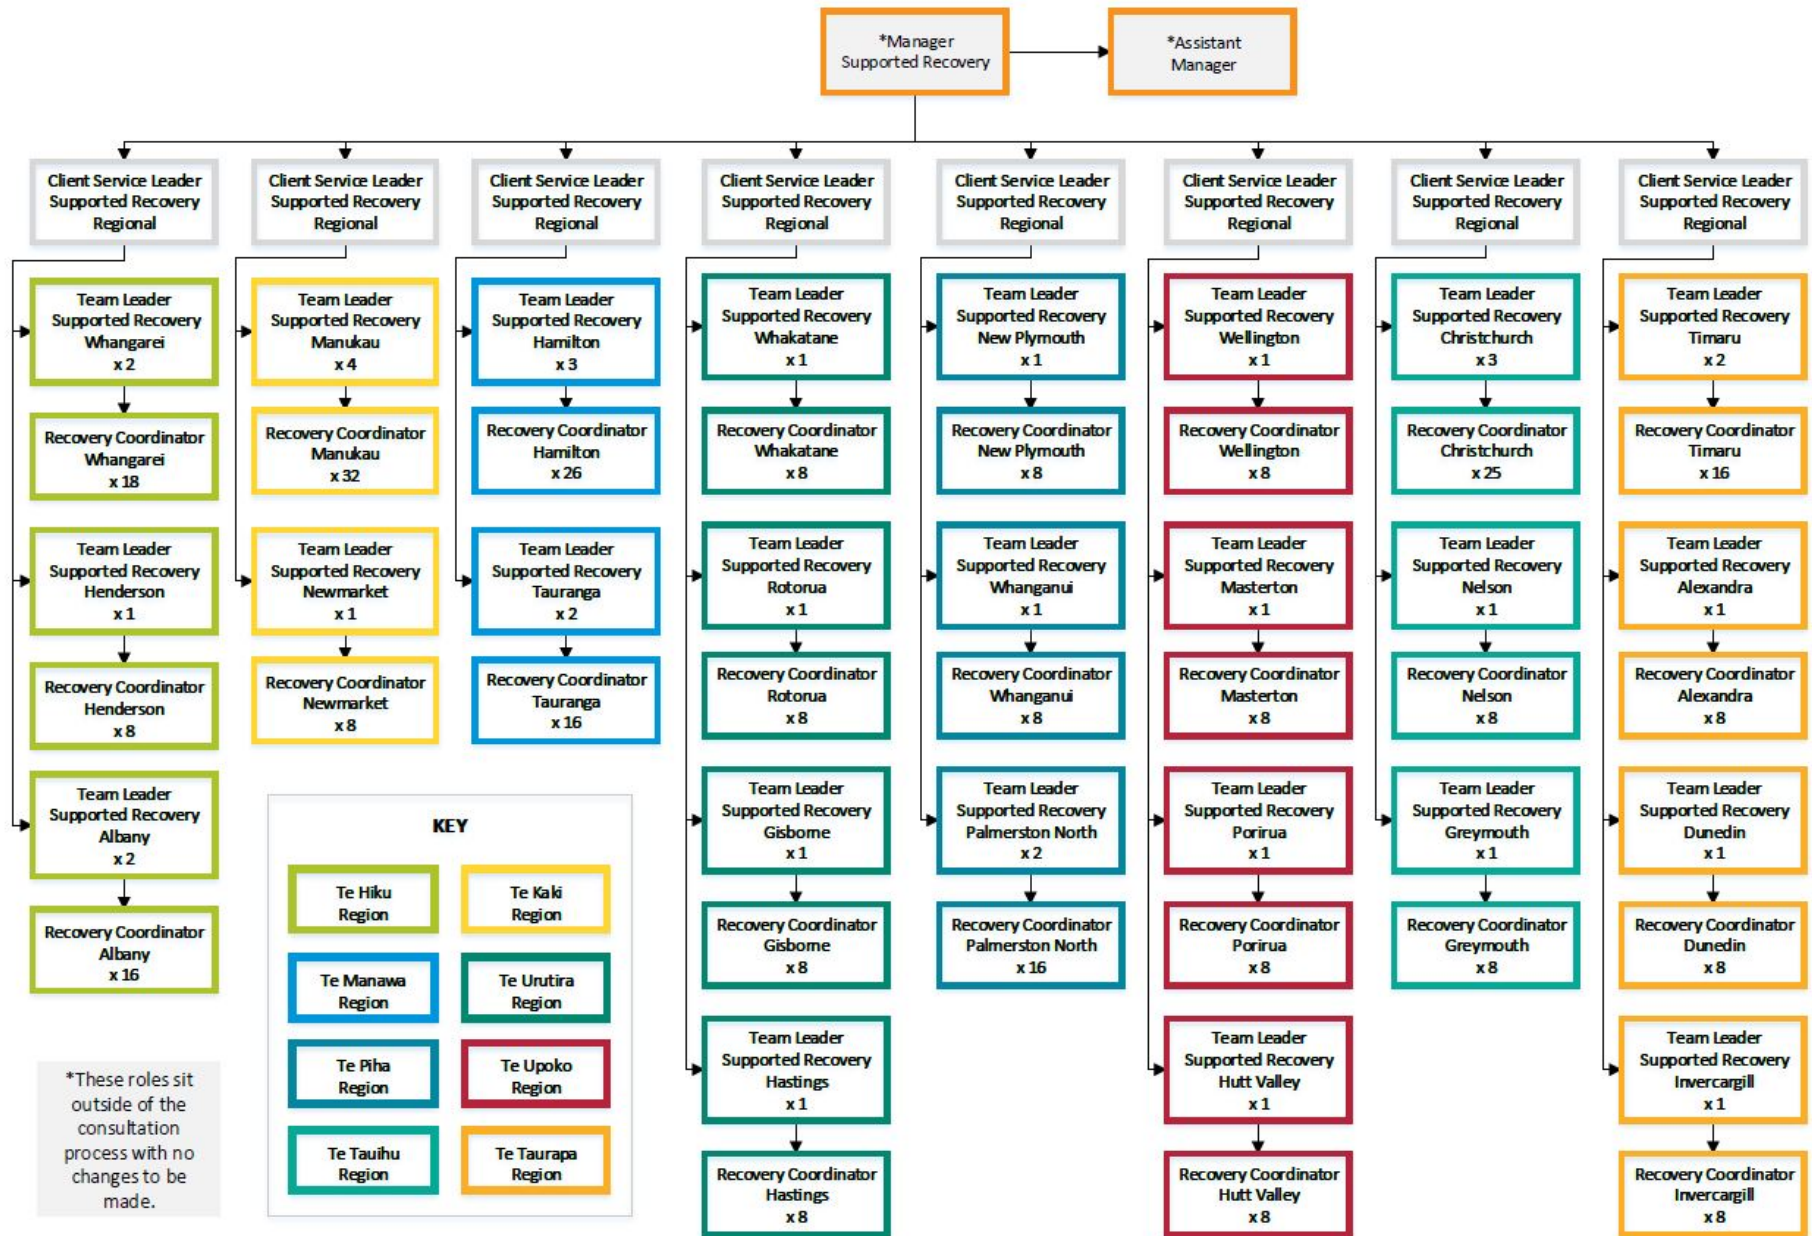 *Manager
Supported Recovery
*Assistant
Manager
Client Service Leader
Supported Recovery
Regional
Client Service Leader
Supported Recovery
Regional
Client Service Leader
Supported Recovery
Regional
Client Service Leader
Supported Recovery
Regional
Client Service Leader
Supported Recovery
Regional
Client Service Leader
Supported Recovery
Regional
Client Service Leader
Supported Recovery
Regional
Client Service Leader
Supported Recovery
Regional
Team Leader
Supported Recovery
Whangarei
x 2
Recovery Coordinator
Whangarei
x 18
Team Leader
Supported Recovery
Henderson
x 1
Recovery Coordinator
Henderson
x 8
Team Leader
Supported Recovery
Albany
x 2
Recovery Coordinator
Albany
x 16
Team Leader
Supported Recovery
Manukau
x 4
Recovery Coordinator
Manukau
x 32
Team Leader
Supported Recovery
Newmarket
x 1
Recovery Coordinator
Newmarket
x 8
Team Leader
Supported Recovery
Hamilton
x 3
Recovery Coordinator
Hamilton
x 26
Team Leader
Supported Recovery
Tauranga
x 2
Recovery Coordinator
Tauranga
x 16
Team Leader
Supported Recovery
Whakatane
x 1
Recovery Coordinator
Whakatane
x 8
Team Leader
Supported Recovery
Rotorua
x 1
Recovery Coordinator
Rotorua
x 8
Team Leader
Supported Recovery
Gisborne
x 1
Recovery Coordinator
Gisborne
x 8
Team Leader
Supported Recovery
Hastings
x 1
Recovery Coordinator
Hastings
x 8
Team Leader
Supported Recovery
New Plymouth
x 1
Recovery Coordinator
New Plymouth
x 8
Team Leader
Supported Recovery
Whanganui
x 1
Recovery Coordinator
Whanganui
x 8
Team Leader
Supported Recovery
Palmerston North
x 2
Recovery Coordinator
Palmerston North
x 16
Team Leader
Supported Recovery
Wellington
x 1
Recovery Coordinator
Wellington
x 8
Team Leader
Supported Recovery
Masterton
x 1
Recovery Coordinator
Masterton
x 8
Team Leader
Supported Recovery
Porirua
x 1
Recovery Coordinator
Porirua
x 8
Team Leader
Supported Recovery
Hutt Valley
x 1
Recovery Coordinator
Hutt Valley
x 8
Team Leader
Supported Recovery
Christchurch
x 3
Recovery Coordinator
Christchurch
x 25
Team Leader
Supported Recovery
Nelson
x 1
Recovery Coordinator
Nelson
x 8
Team Leader
Supported Recovery
Greymouth
x 1
Recovery Coordinator
Greymouth
x 8
Team Leader
Supported Recovery
Timaru
x 2
Recovery Coordinator
Timaru
x 16
Team Leader
Supported Recovery
Alexandra
x 1
Recovery Coordinator
Alexandra
x 8
Team Leader
Supported Recovery
Dunedin
x 1
Recovery Coordinator
Dunedin
x 8
Team Leader
Supported Recovery
Invercargill
x 1
Recovery Coordinator
Invercargill
x 8
KEY
Te Hiku
Region
Te Kaki
Region
Te Manawa
Region
Te Urutira
Region
Te Piha
Region
Te Upoko
Region
Te Tauihu
Region
Te Taurapa
Region
*These roles sit
outside of the
consultation
process with no
changes to be
made.